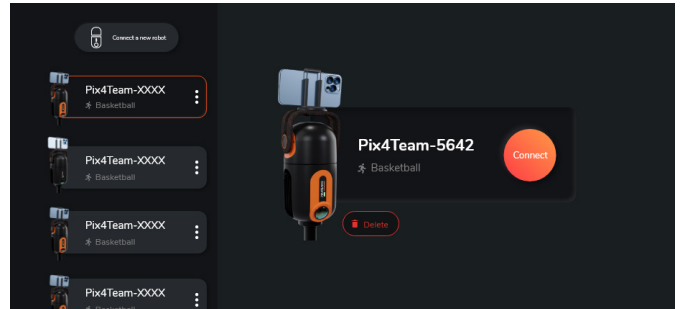 Connect a new robot
Pix4Team-XXXX
Basketball
Pix4Team-XXXX
Basketball
Pix4Team-XXXX
Basketball
Pix4Team-XXXX
Basketball
Pix4Team-5642
Basketball
Connect
Delete